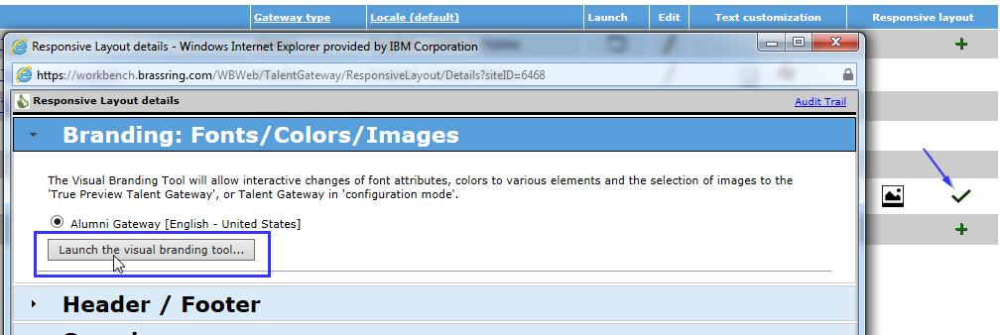 Gateway type Locale (default) Launch Edit Text customization Responsive layout
Responsive Layout details - Windows Internet Explorer provided by IBM Corporation
https://workbench.brassring.com/WBWeb/TalentGateway/ResponsiveLayout/Details?siteID=6468
Responsive Layout details Audit Trail
Branding: Fonts/Colors/Images
The Visual Branding Tool will allow interactive changes of font attributes, colors to various elements and the selection of images to the
'True Preview Talent Gateway', or Talent Gateway in 'configuration mode'.
Alumni Gateway [English - United States]
Launch the visual branding tool...
Header / Footer